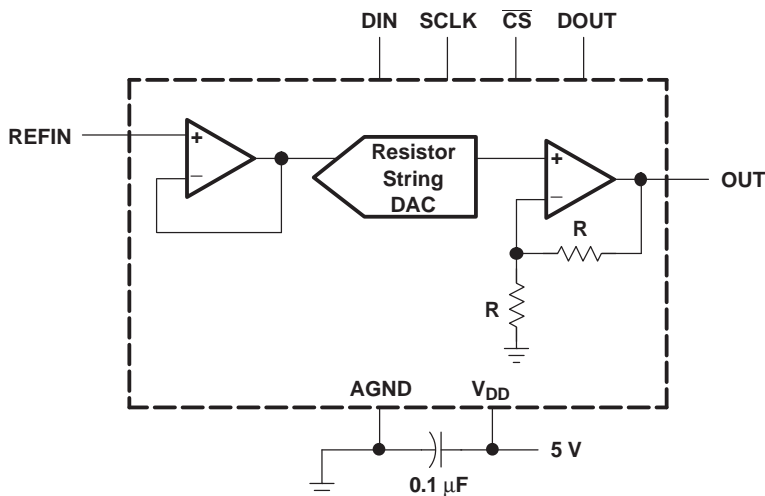 DIN SCLK CS DOUT
REFIN
+
−
Resistor
String
DAC
+
−
OUT
R
R
AGND VDD
5 V
0.1 μF